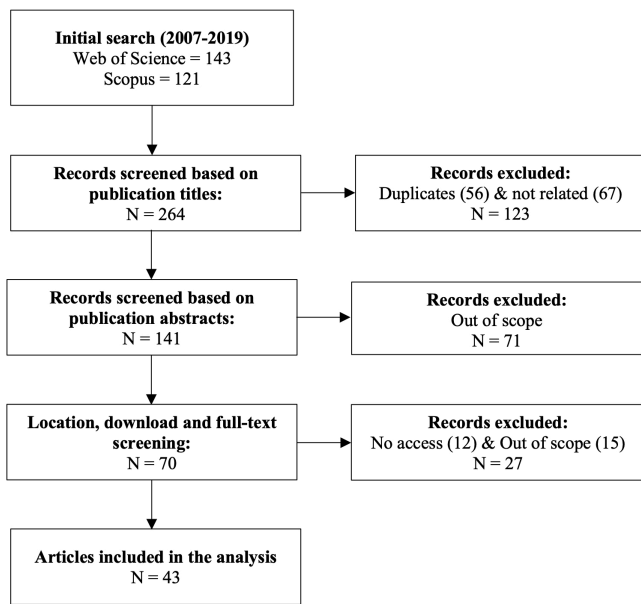 Initial search (2007-2019)
Web of Science = 143
Scopus = 121
Records screened based on
publication titles:
N = 264
Records excluded:
Duplicates (56) & not related (67)
N = 123
Records screened based on
publication abstracts:
N = 141
Records excluded:
Out of scope
N = 71
Location, download and full-text
screening:
N = 70
Records excluded:
No access (12) & Out of scope (15)
N = 27
Articles included in the analysis
N = 43